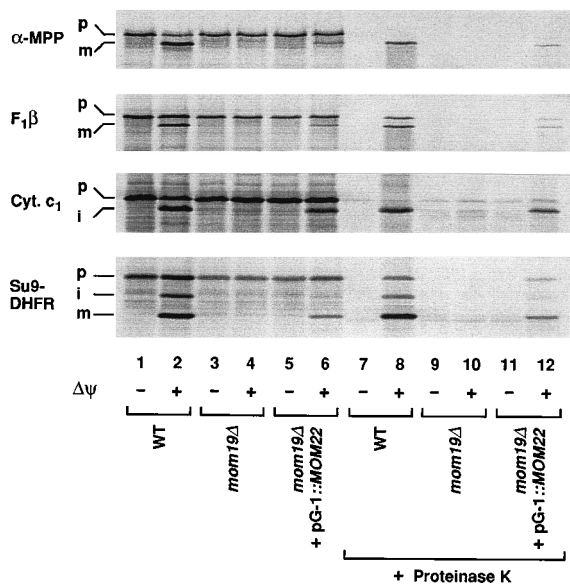 α-MPP
p
m
F1β
p
m
Cyt. c1
p
i
Su9-
DHFR
p
i
m
1 2 3 4 5 6 7 8 9 10 11 12
Δψ − + − + − + − + − + − +
WT
mom19Δ
mom19Δ
+ pG-1::MOM22
WT
mom19Δ
mom19Δ
+ pG-1::MOM22
+ Proteinase K